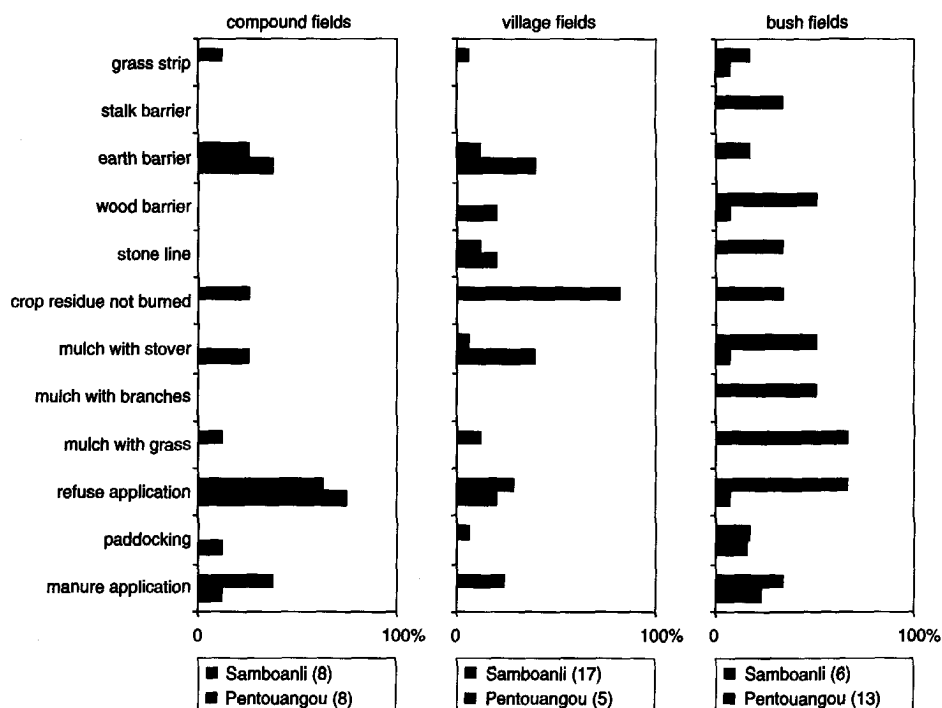 compound fields village fields bush fields
grass strip
stalk barrier
earth barrier
wood barrier
stone line
crop residue not burned
mulch with stover
mulch with branches
mulch with grass
refuse application
paddocking
manure application
0 100% 0 100% 0 100%
Samboanli (8) Samboanli (17) Samboanli (6)
Pentouangou (8) Pentouangou (5) Pentouangou (13)